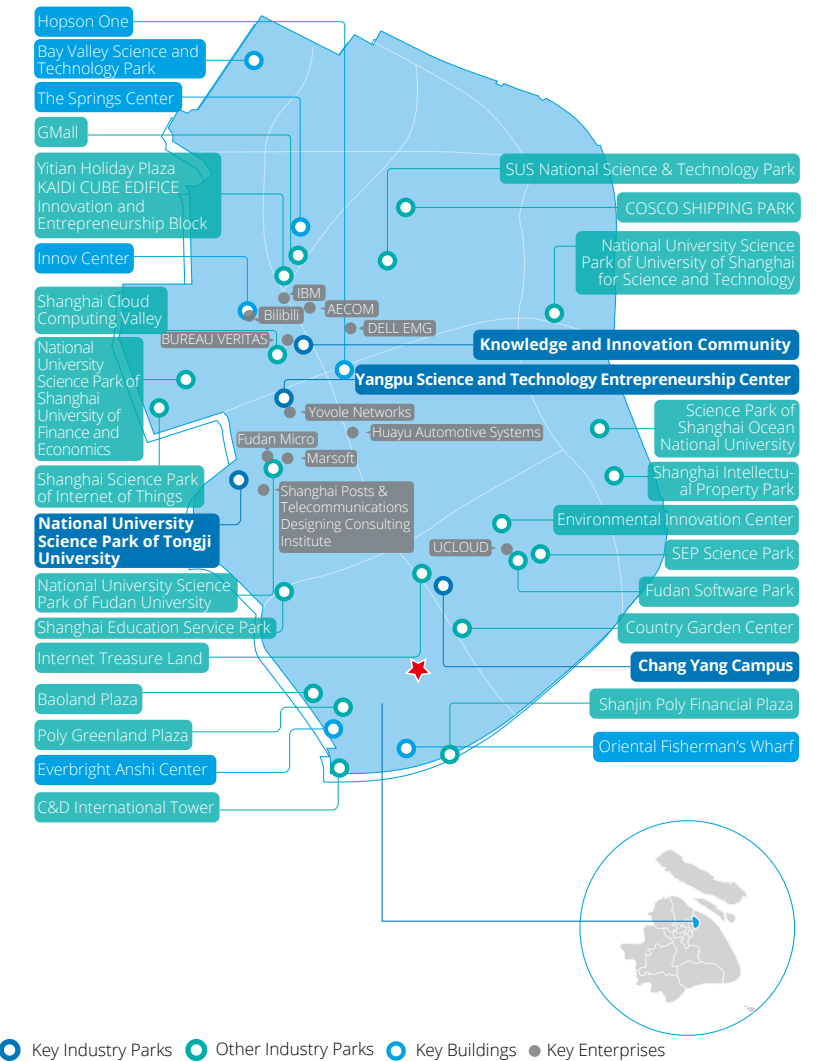 Hopson One
Bay Valley Science and
Technology Park
The Springs Center
GMall
Yitian Holiday Plaza
KAIDI CUBE EDIFICE
Innovation and
Entrepreneurship Block
Innov Center
Shanghai Cloud
Computing Valley
National
University
Science Park of
Shanghai
University of
Finance and
Economics
Shanghai Science Park
of Internet of Things
National University
Science Park of Tongji
University
National University Science
Park of Fudan University
Shanghai Education Service Park
Internet Treasure Land
Baoland Plaza
Poly Greenland Plaza
Everbright Anshi Center
C&D International Tower
IBM
Bilibili
AECOM
DELL EMG
BUREAU VERITAS
Yovole Networks
Huayu Automotive Systems
Fudan Micro
Marsoft
Shanghai Posts &
Telecommunications
Designing Consulting
Institute
UCLOUD
SUS National Science & Technology Park
COSCO SHIPPING PARK
National University Science
Park of University of Shanghai
for Science and Technology
Knowledge and Innovation Community
Yangpu Science and Technology Entrepreneurship Center
Science Park of
Shanghai Ocean
National University
Shanghai Intellectu-
al Property Park
Environmental Innovation Center
SEP Science Park
Fudan Software Park
Country Garden Center
Chang Yang Campus
Shanjin Poly Financial Plaza
Oriental Fisherman's Wharf
Key Industry Parks
Other Industry Parks
Key Buildings
Key Enterprises